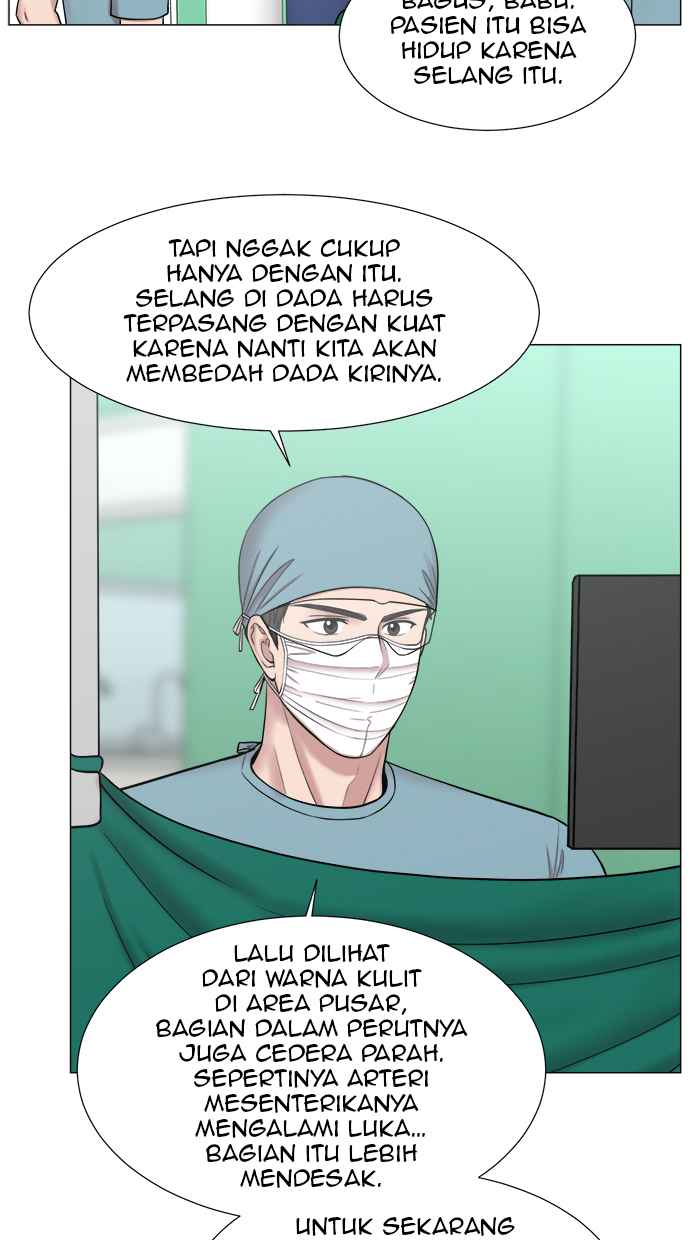 BAGUS, BABU.
PASIEN ITU BISA
HIDUP KARENA
SELANG ITU.
TAPI NGGAK CUKUP
HANYA DENGAN ITU.
SELANG DI DADA HARUS
TERPASANG DENGAN KUAT
KARENA NANTI KITA AKAN
MEMBEDAH DADA KIRINYA.
LALU DILIHAT
DARI WARNA KULIT
DI AREA PUSAR,
BAGIAN DALAM PERUTNYA
JUGA CEDERA PARAH.
SEPERTINYA ARTERI
MESENTERIKANYA
MENGALAMI LUKA...
BAGIAN ITU LEBIH
MENDESAK.
UNTUK SEKARANG